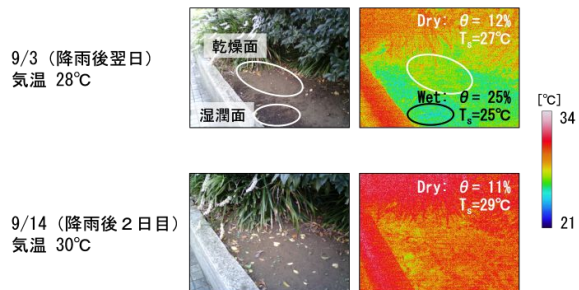 9/3（降雨後翌日）
気温 28℃
乾燥面
湿潤面
Dry: θ= 12%
Ts=27℃
Wet: θ= 25%
Ts=25℃
[℃]
34
21
9/14（降雨後２日目）
気温 30℃
Dry: θ= 11%
Ts=29℃